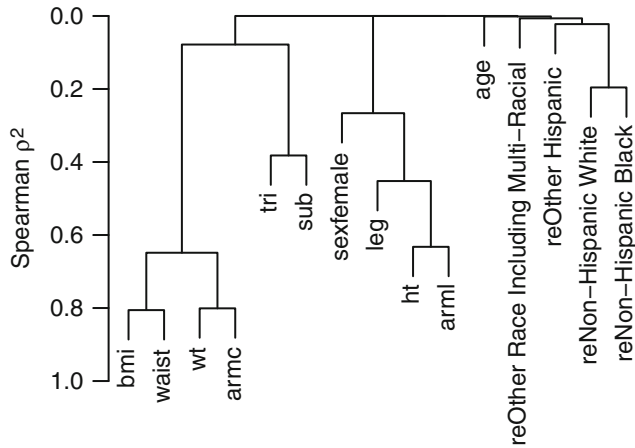 0.0
0.2
0.4
0.6
0.8
1.0
Spearman ρ²
bmi
waist
wt
armc
tri
sub
sexfemale
leg
ht
arml
age
reOther Race Including Multi−Racial
reOther Hispanic
reNon−Hispanic White
reNon−Hispanic Black